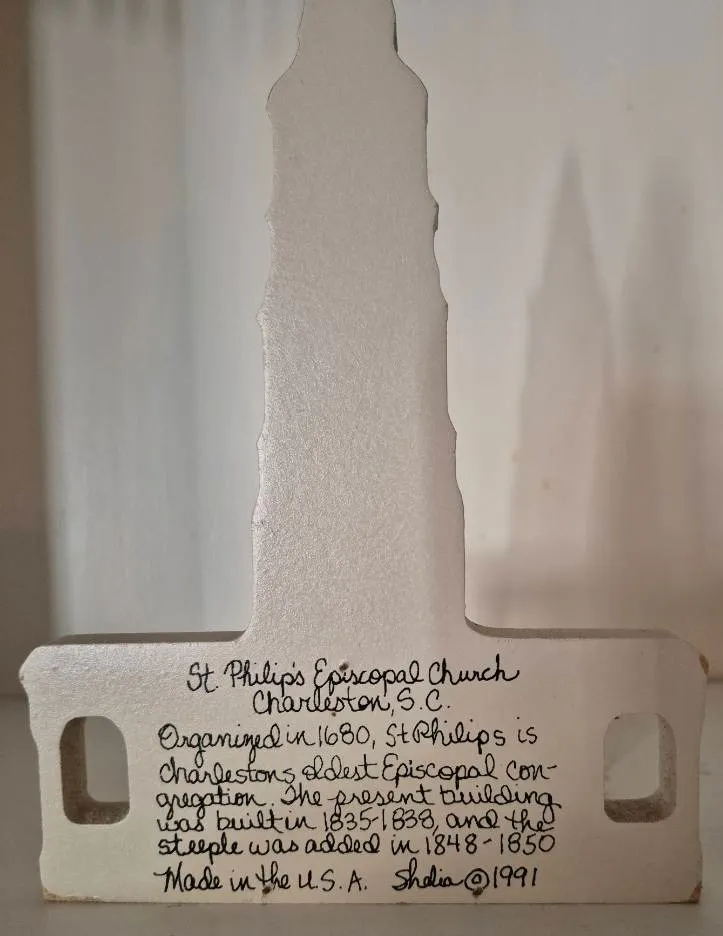 St. Philip's Episcopal Church
Charleston, S.C.
Organized in 1680, St Philips is
charlestons oldest Episcopal con-
gregation. The present building
was built in 1835-1838, and the
steeple was added in 1848-1850
Made in the U.S.A. Shelia ©1991